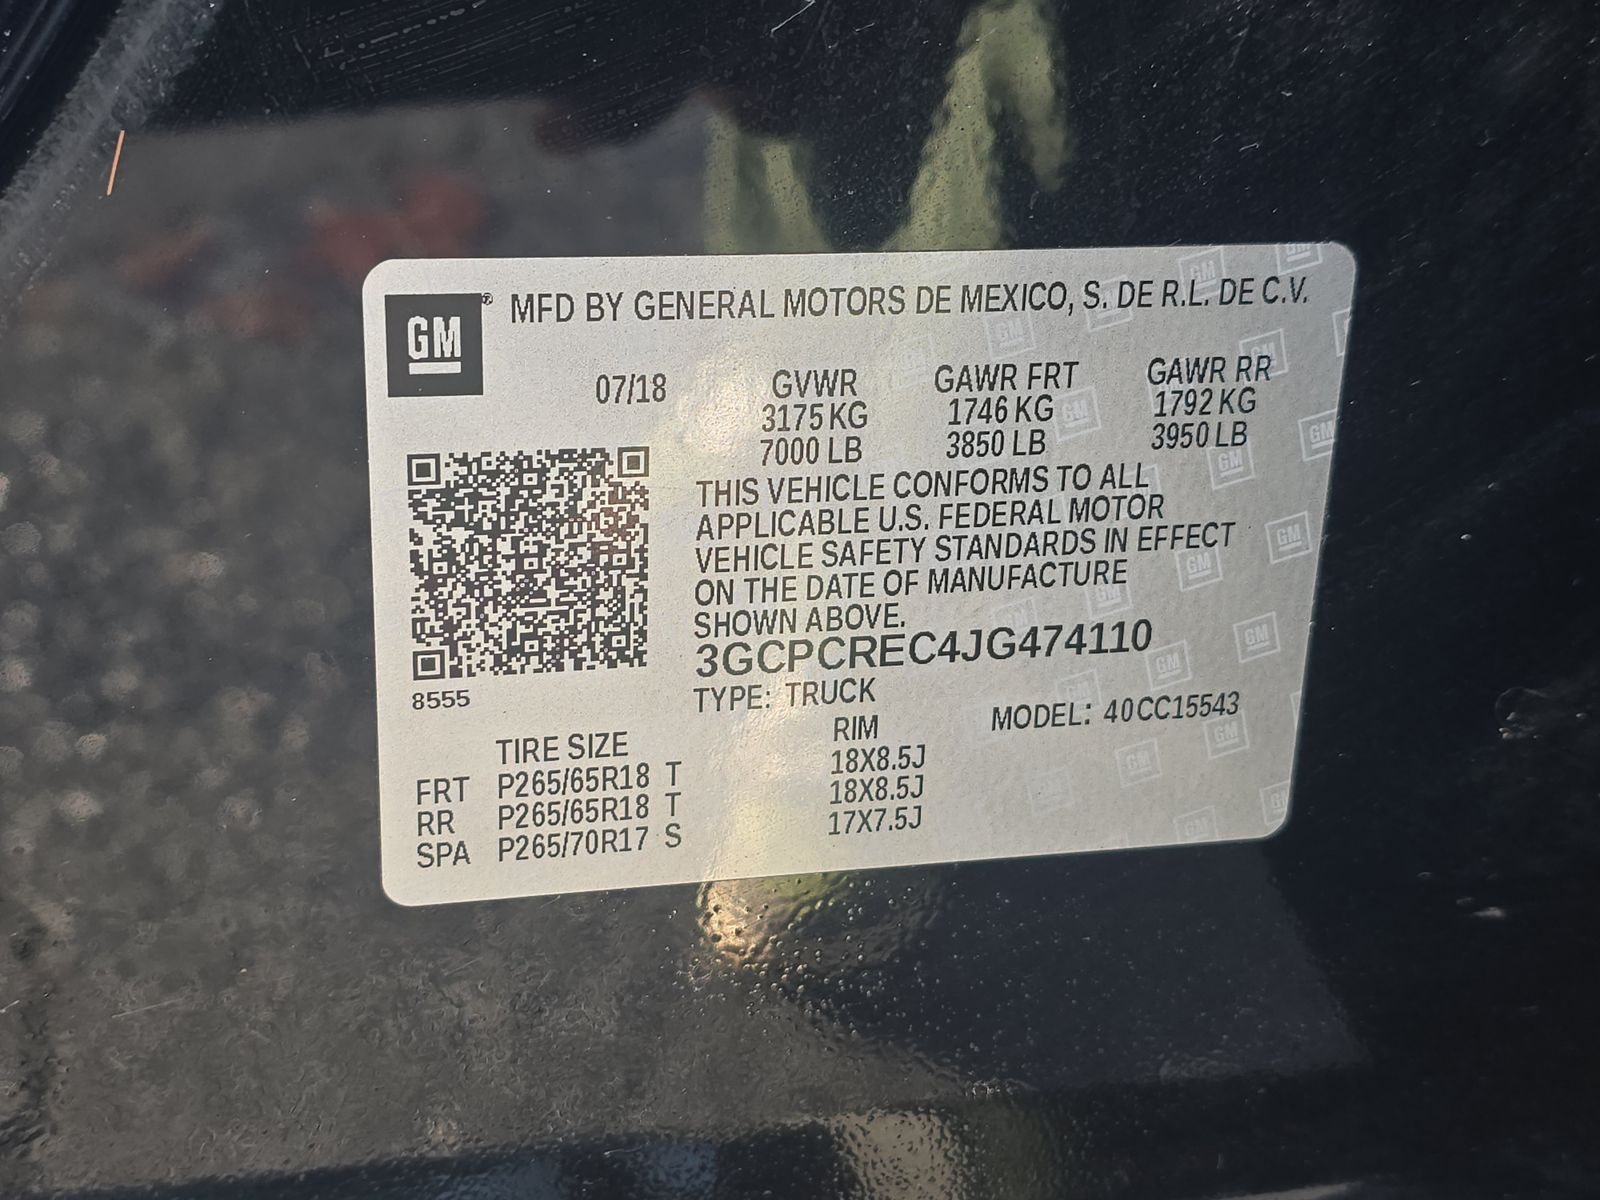 GM ® MFD BY GENERAL MOTORS DE MEXICO, S. DE R.L. DE C.V.
07/18 GVWR GAWR FRT GAWR RR
3175 KG 1746 KG 1792 KG
7000 LB 3850 LB 3950 LB
THIS VEHICLE CONFORMS TO ALL
APPLICABLE U.S. FEDERAL MOTOR
VEHICLE SAFETY STANDARDS IN EFFECT
ON THE DATE OF MANUFACTURE
SHOWN ABOVE.
3GCPCREC4JG474110
8555
TYPE: TRUCK MODEL: 40CC15543
TIRE SIZE RIM
FRT P265/65R18 T 18X8.5J
RR P265/65R18 T 18X8.5J
SPA P265/70R17 S 17X7.5J